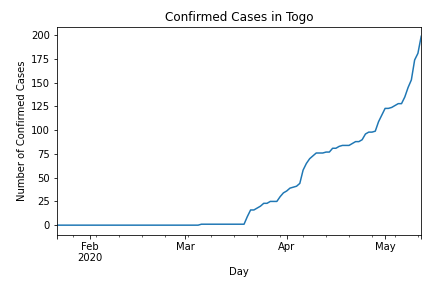 Confirmed Cases in Togo
Number of Confirmed Cases
200
175
150
125
100
75
50
25
0
Feb
2020
Mar
Apr
May
Day